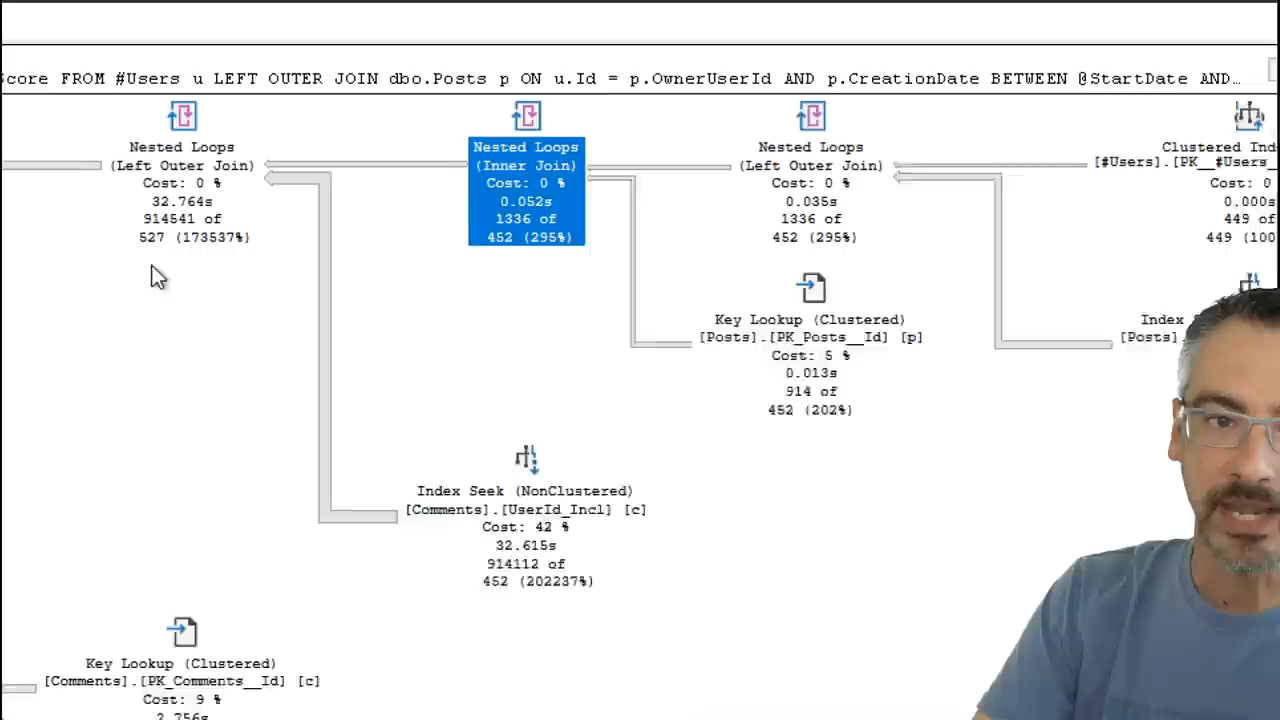 Score FROM #Users u LEFT OUTER JOIN dbo.Posts p ON u.Id = p.OwnerUserId AND p.CreationDate BETWEEN @StartDate AND…
Nested Loops
(Left Outer Join)
Cost: 0 %
32.764s
914541 of
527 (173537%)
Nested Loops
(Inner Join)
Cost: 0 %
0.052s
1336 of
452 (295%)
Nested Loops
(Left Outer Join)
Cost: 0 %
0.035s
1336 of
452 (295%)
Clustered Ind
[#Users].[PK__#Users_
Cost: 0
0.000s
449 of
449 (100
Key Lookup (Clustered)
[Posts].[PK_Posts__Id] [p]
Cost: 5 %
0.013s
914 of
452 (202%)
Index
[Posts].
Index Seek (NonClustered)
[Comments].[UserId_Incl] [c]
Cost: 42 %
32.615s
914112 of
452 (202237%)
Key Lookup (Clustered)
[Comments].[PK_Comments__Id] [c]
Cost: 9 %
2.756s